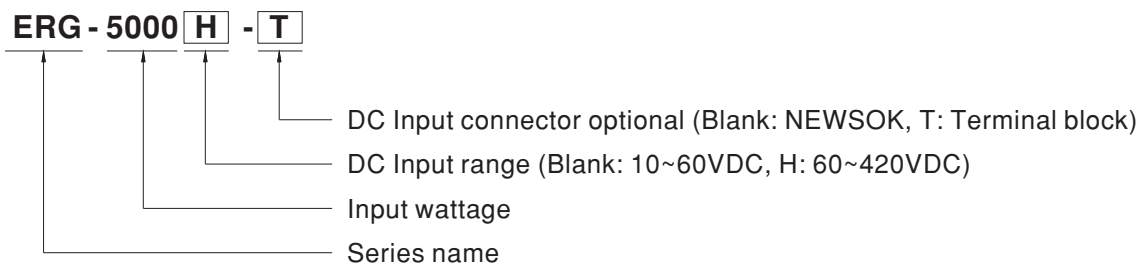 ERG - 5000 H - T
DC Input connector optional (Blank: NEWSOK, T: Terminal block)
DC Input range (Blank: 10~60VDC, H: 60~420VDC)
Input wattage
Series name